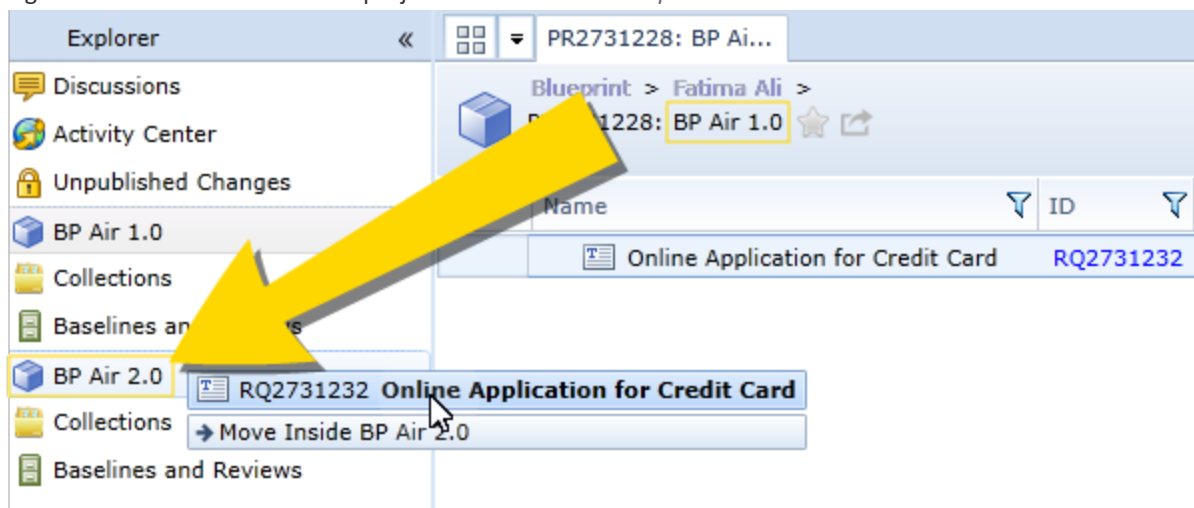 Explorer «
PR2731228: BP Ai...
Discussions
Activity Center
Unpublished Changes
BP Air 1.0
Collections
Baselines
BP Air 2.0
Collections
Baselines and Reviews
Blueprint > Fatima Ali >
1228: BP Air 1.0
Name ID
Online Application for Credit Card RQ2731232
RQ2731232 Online Application for Credit Card
Move Inside BP Air 2.0